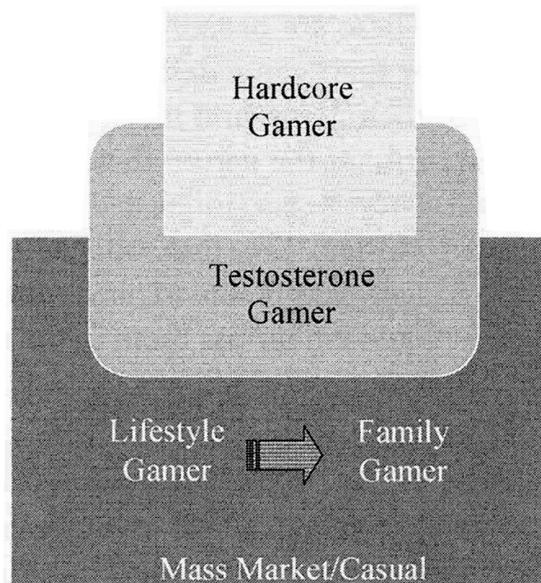 Hardcore
Gamer
Testosterone
Gamer
Lifestyle
Gamer
Family
Gamer
Mass Market/Casual